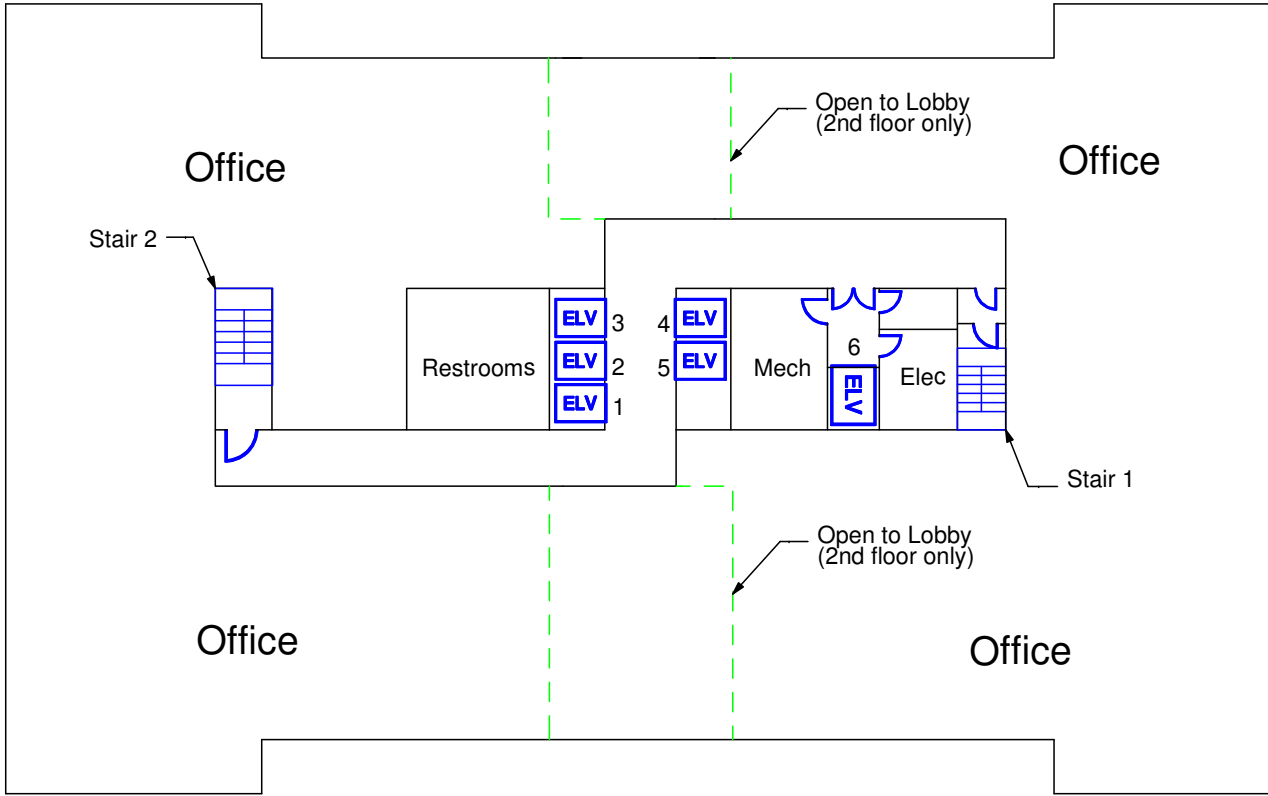 Open to Lobby
(2nd floor only)
Office
Office
Stair 2
ELV 3
4 ELV
ELV 2
5 ELV
6
Restrooms
Mech
Elec
ELV
ELV 1
Stair 1
Open to Lobby
(2nd floor only)
Office
Office